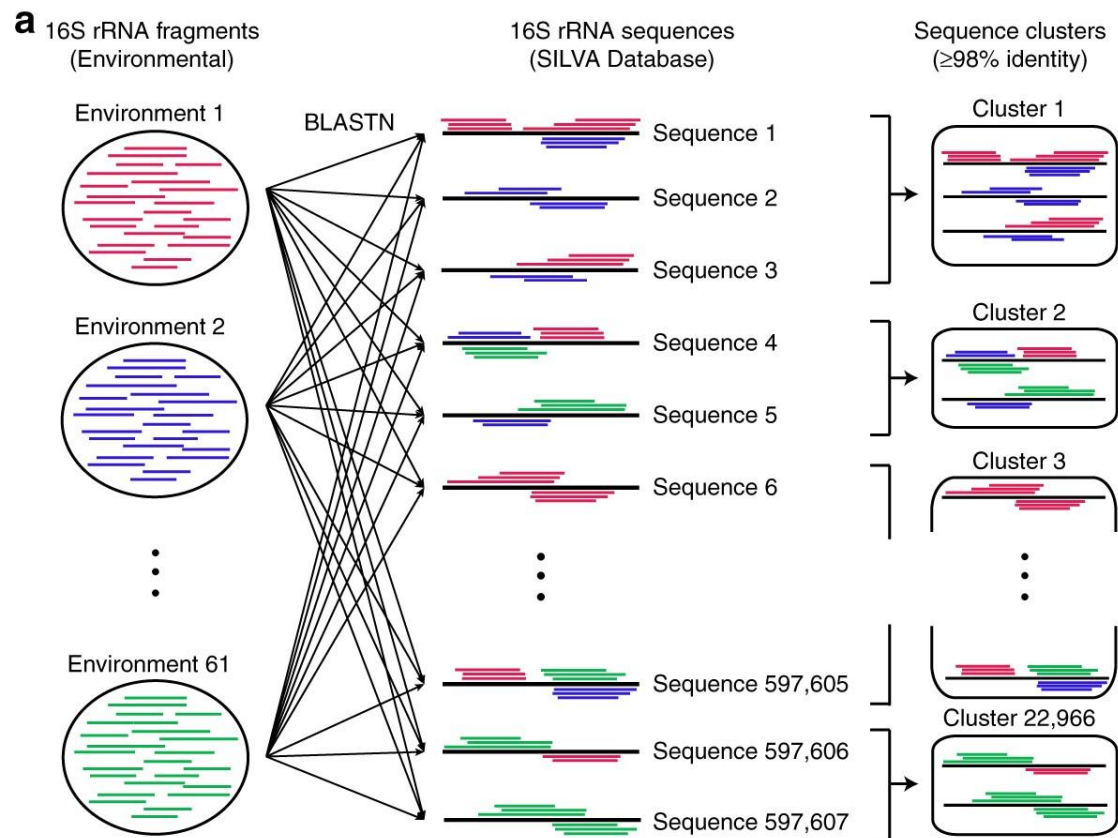 a
16S rRNA fragments
(Environmental)
16S rRNA sequences
(SILVA Database)
Sequence clusters
(≥98% identity)
Environment 1
BLASTN
Sequence 1
Cluster 1
Sequence 2
Sequence 3
Environment 2
Sequence 4
Cluster 2
Sequence 5
Cluster 3
Sequence 6
Environment 61
Sequence 597,605
Cluster 22,966
Sequence 597,606
Sequence 597,607